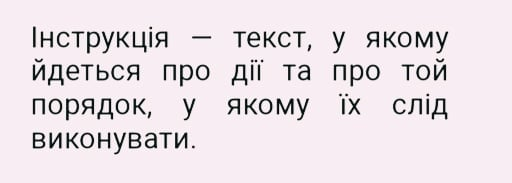 Інструкція — текст, у якому
йдеться про дії та про той
порядок, у якому їх слід
виконувати.